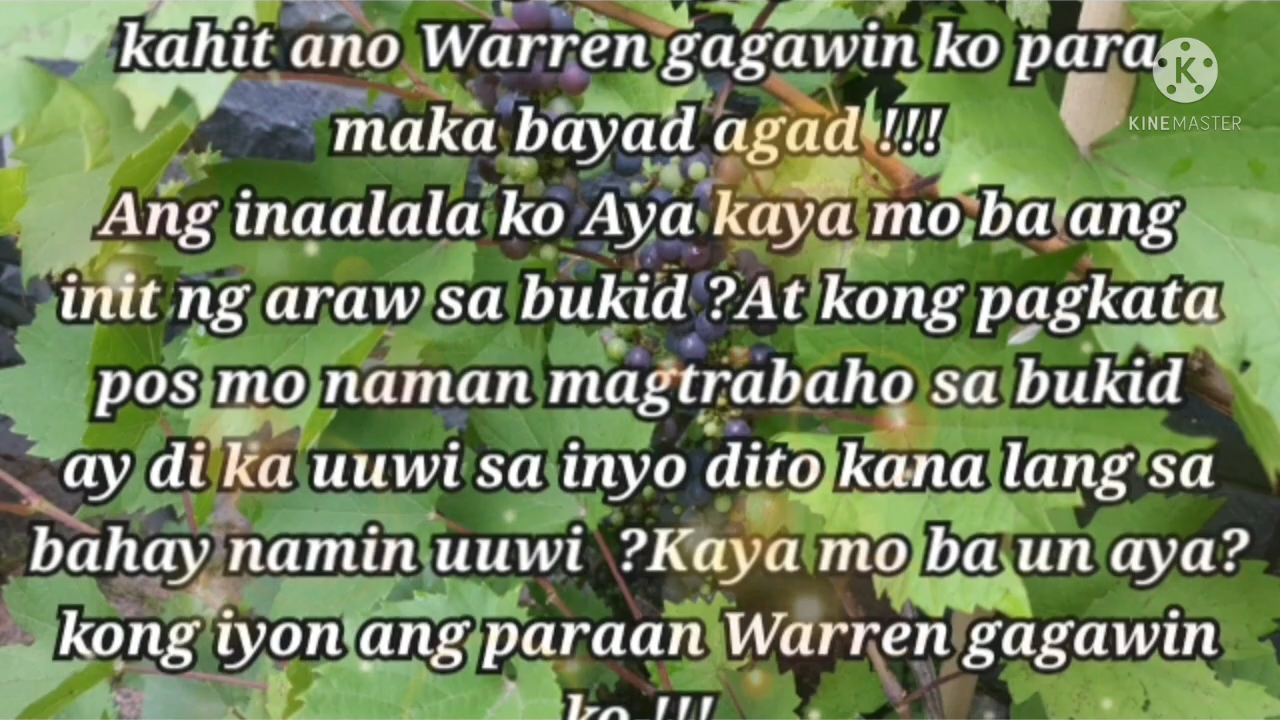 kahit ano Warren gagawin ko para
maka bayad agad !!!
Ang inaalala ko Aya kaya mo ba ang
init ng araw sa bukid ?At kong pagkata
pos mo naman magtrabaho sa bukid
ay di ka uuwi sa inyo dito kana lang sa
bahay namin uuwi ?Kaya mo ba un aya?
kong iyon ang paraan Warren gagawin
ko !!!
K
KINEMASTER